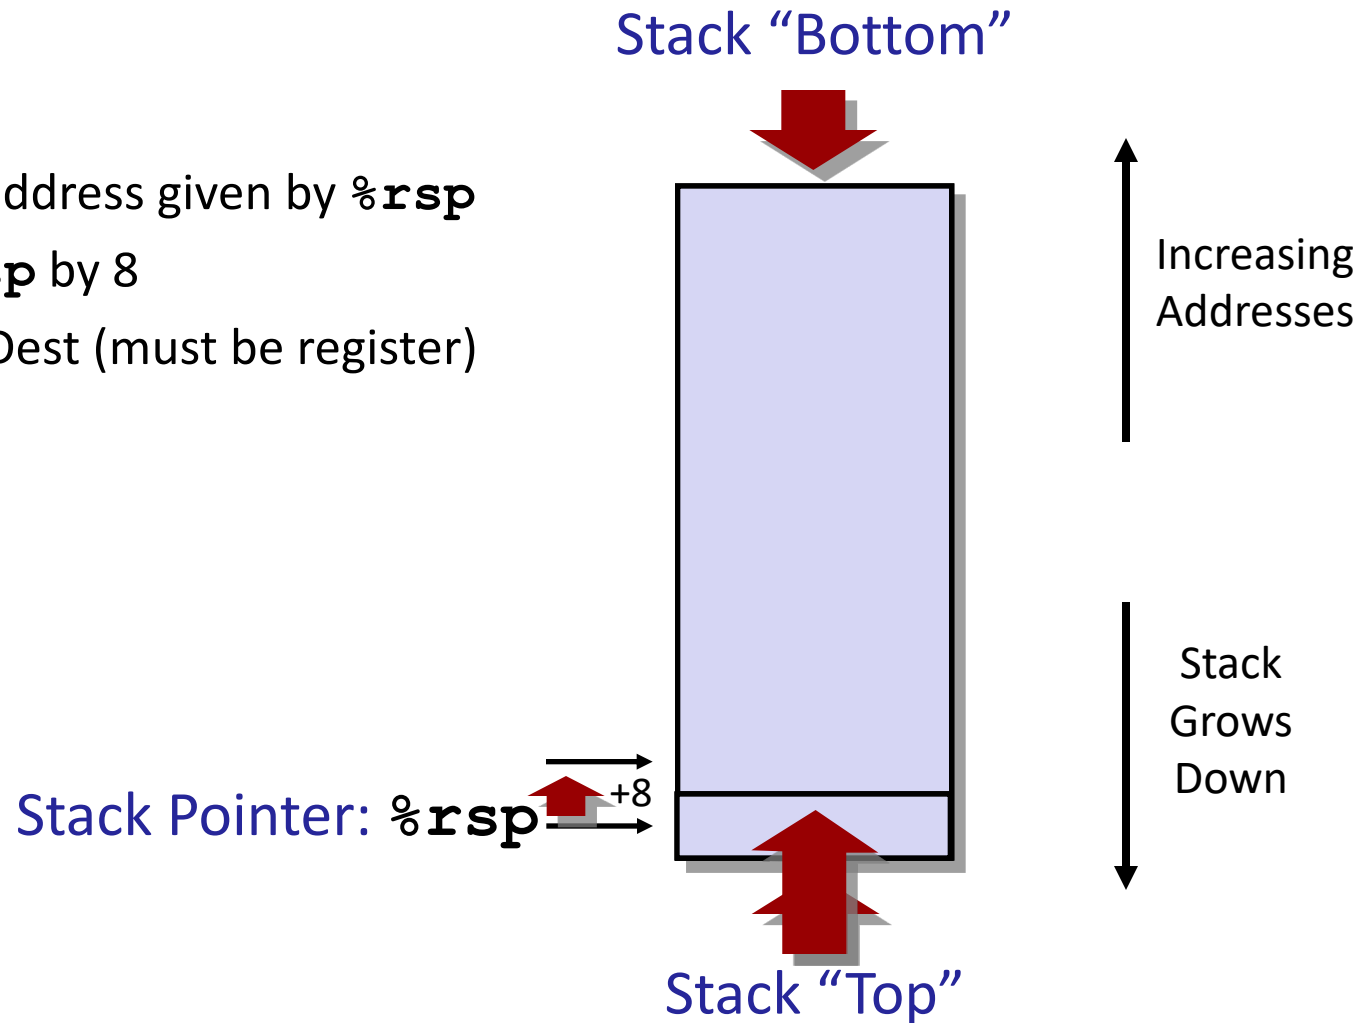 Stack “Bottom”
ddress given by %rsp
p by 8
Dest (must be register)
Increasing
Addresses
Stack
Grows
Down
+8
Stack Pointer: %rsp
Stack “Top”